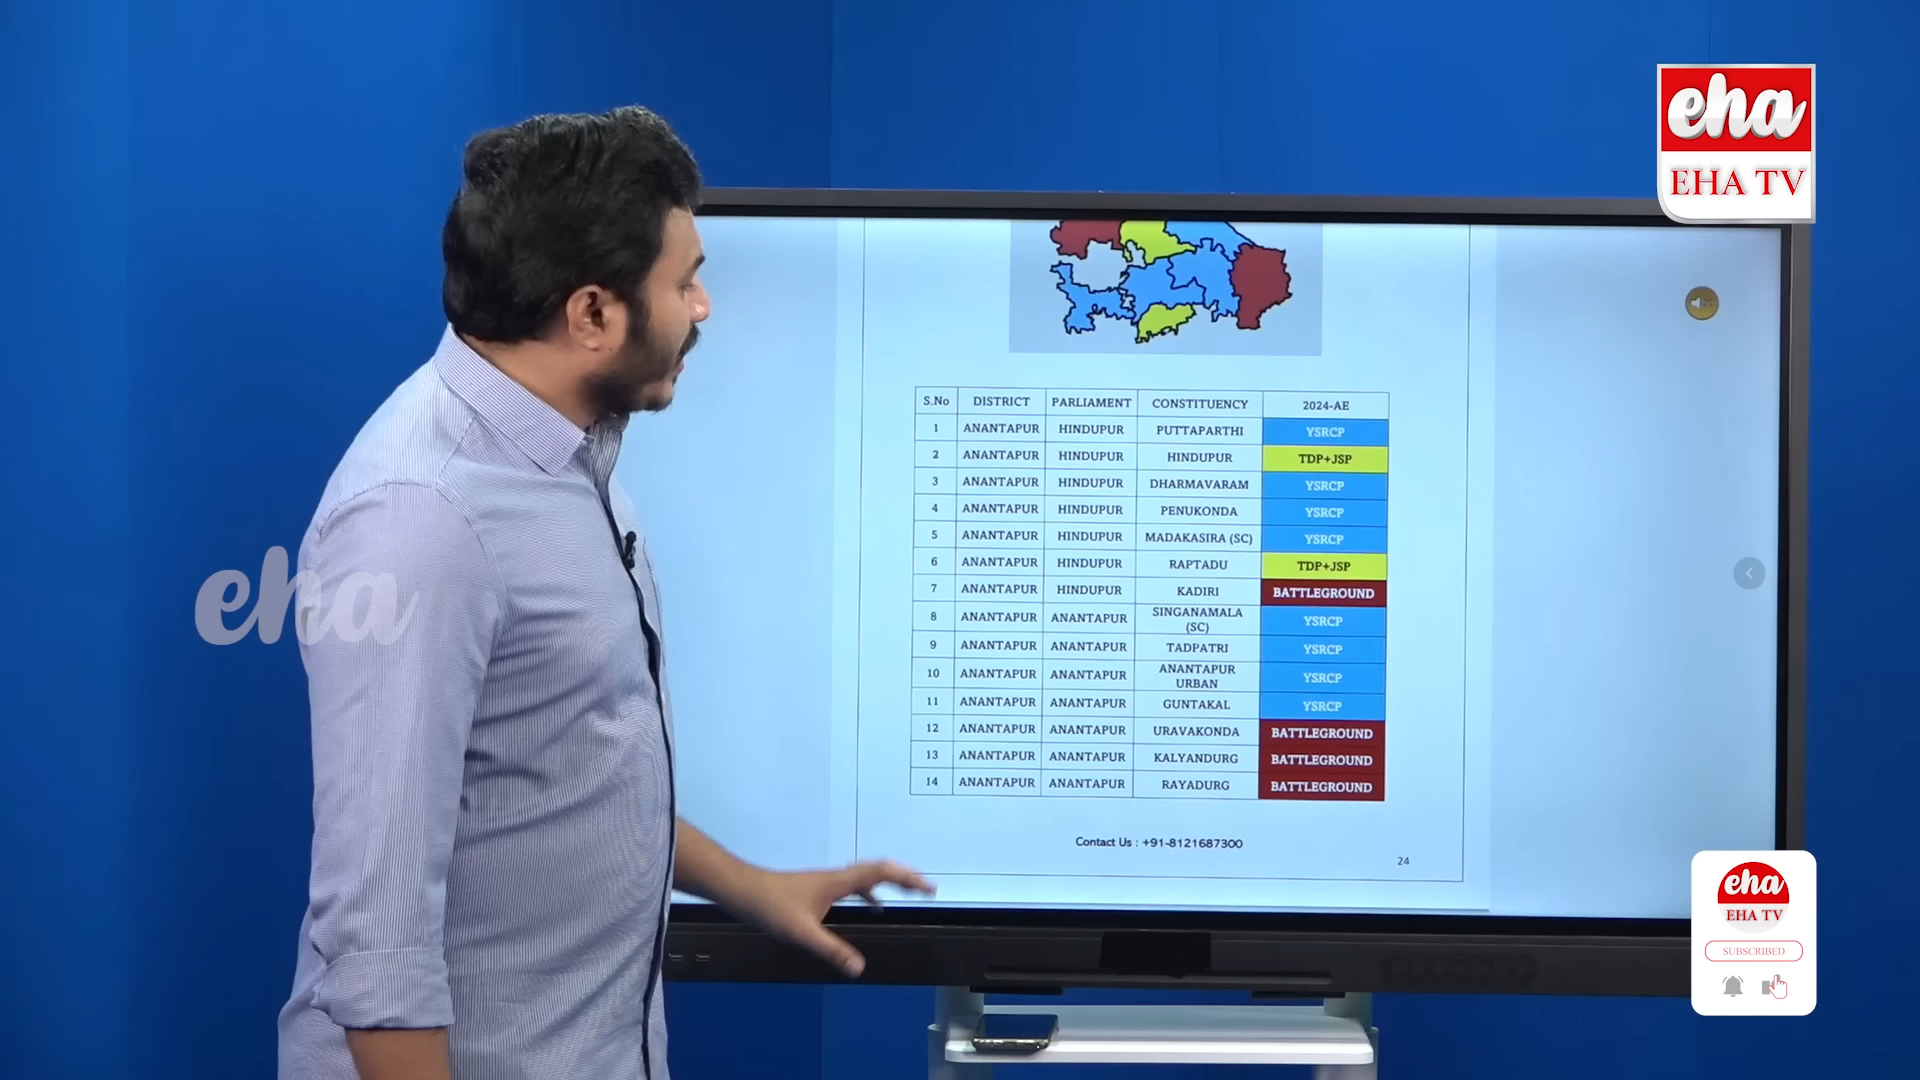 eha
EHA TV
S.No DISTRICT PARLIAMENT CONSTITUENCY 2024-AE
1 ANANTAPUR HINDUPUR PUTTAPARTHI YSRCP
2 ANANTAPUR HINDUPUR HINDUPUR TDP+JSP
3 ANANTAPUR HINDUPUR DHARMAVARAM YSRCP
4 ANANTAPUR HINDUPUR PENUKONDA YSRCP
5 ANANTAPUR HINDUPUR MADAKASIRA (SC) YSRCP
6 ANANTAPUR HINDUPUR RAPTADU TDP+JSP
7 ANANTAPUR HINDUPUR KADIRI BATTLEGROUND
8 ANANTAPUR ANANTAPUR SINGANAMALA (SC) YSRCP
9 ANANTAPUR ANANTAPUR TADPATRI YSRCP
10 ANANTAPUR ANANTAPUR ANANTAPUR URBAN YSRCP
11 ANANTAPUR ANANTAPUR GUNTAKAL YSRCP
12 ANANTAPUR ANANTAPUR URAVAKONDA BATTLEGROUND
13 ANANTAPUR ANANTAPUR KALYANDURG BATTLEGROUND
14 ANANTAPUR ANANTAPUR RAYADURG BATTLEGROUND
Contact Us : +91-8121687300
24
eha
eha
EHA TV
SUBSCRIBED